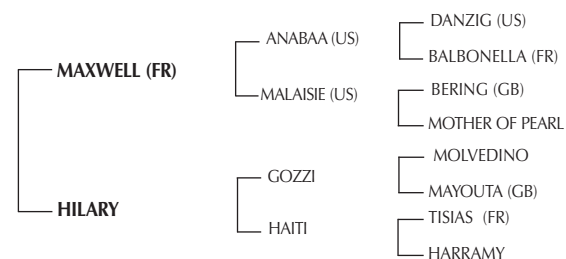 DANZIG (US)
ANABAA (US)
BALBONELLA (FR)
MAXWELL (FR)
BERING (GB)
MALAISIE (US)
MOTHER OF PEARL
MOLVEDINO
GOZZI
MAYOUTA (GB)
HILARY
TISIAS (FR)
HAITI
HARRAMY